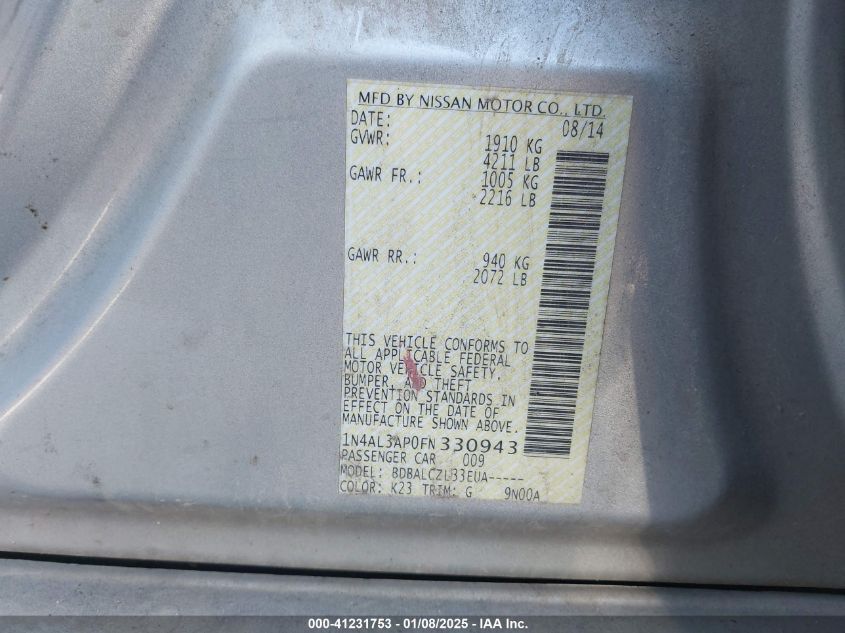 MFD BY NISSAN MOTOR CO., LTD.
DATE: 08/14
GVWR: 1910 KG
4211 LB
GAWR FR.: 1005 KG
2216 LB
GAWR RR.: 940 KG
2072 LB
THIS VEHICLE CONFORMS TO
ALL APPLICABLE FEDERAL
MOTOR VEHICLE SAFETY,
BUMPER, AND THEFT
PREVENTION STANDARDS IN
EFFECT ON THE DATE OF
MANUFACTURE SHOWN ABOVE.
1N4AL3AP0FN 330943
PASSENGER CAR 009
MODEL: BDBALCZL33EUA-----
COLOR: K23 TRIM: G 9N00A
000-41231753 - 01/08/2025 - IAA Inc.